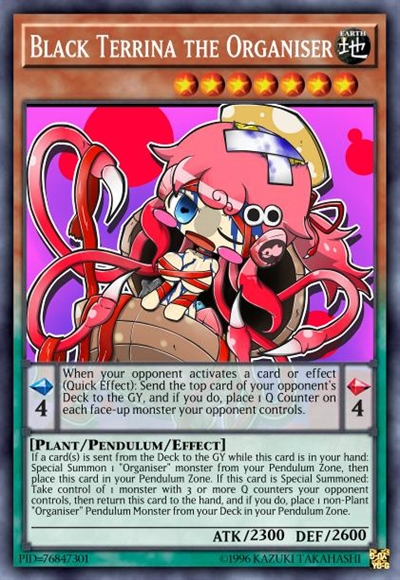 BLACK TERRINA THE ORGANISER
EARTH
地
When your opponent activates a card or effect
(Quick Effect): Send the top card of your opponent's
Deck to the GY, and if you do, place 1 Q Counter on
each face-up monster your opponent controls.
4
4
[PLANT/PENDULUM/EFFECT]
If a card(s) is sent from the Deck to the GY while this card is in your hand:
Special Summon 1 "Organiser" monster from your Pendulum Zone, then
place this card in your Pendulum Zone. If this card is Special Summoned:
Take control of 1 monster with 3 or more Q counters your opponent
controls, then return this card to the hand, and if you do, place 1 non-Plant
"Organiser" Pendulum Monster from your Deck in your Pendulum Zone.
ATK/2300 DEF/2600
PID=76847301
©1996 KAZUKI TAKAHASHI